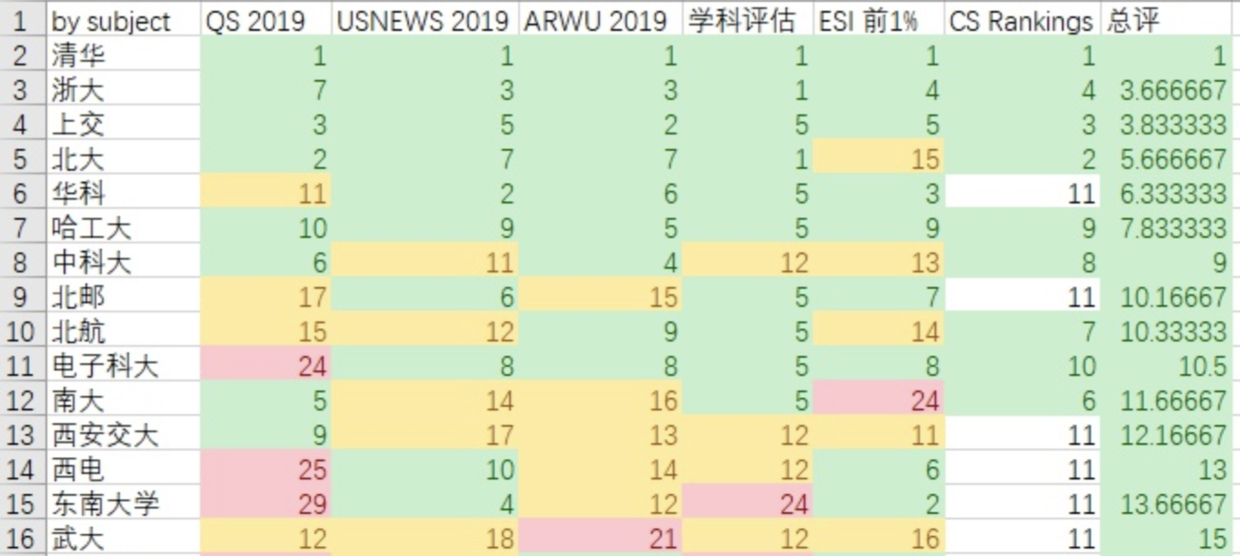 1 by subject QS 2019 USNEWS 2019 ARWU 2019 学科评估 ESI 前1% CS Rankings 总评
2 清华 1 1 1 1 1 1 1
3 浙大 7 3 3 1 4 4 3.666667
4 上交 3 5 2 5 5 3 3.833333
5 北大 2 7 7 1 15 2 5.666667
6 华科 11 2 6 5 3 11 6.333333
7 哈工大 10 9 5 5 9 9 7.833333
8 中科大 6 11 4 12 13 8 9
9 北邮 17 6 15 5 7 11 10.16667
10 北航 15 12 9 5 14 7 10.33333
11 电子科大 24 8 8 5 8 10 10.5
12 南大 5 14 16 5 24 6 11.66667
13 西安交大 9 17 13 12 11 11 12.16667
14 西电 25 10 14 12 6 11 13
15 东南大学 29 4 12 24 2 11 13.66667
16 武大 12 18 21 12 16 11 15